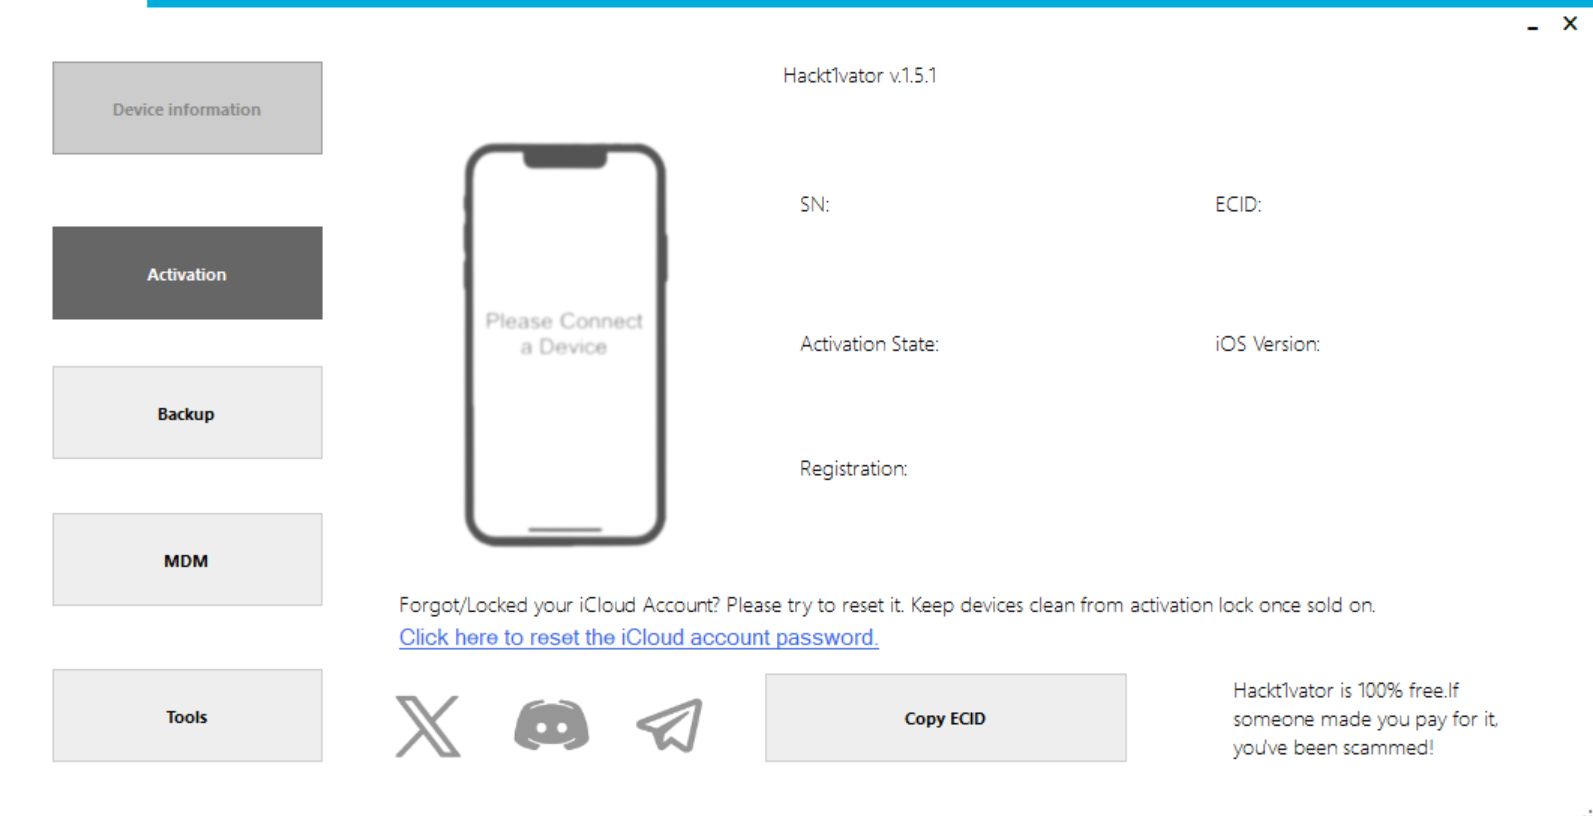 Hackt1vator v.1.5.1
Device information
SN:
ECID:
Activation
Please Connect
a Device
Activation State:
iOS Version:
Backup
Registration:
MDM
Forgot/Locked your iCloud Account? Please try to reset it. Keep devices clean from activation lock once sold on.
Click here to reset the iCloud account password.
Tools
Copy ECID
Hackt1vator is 100% free.If
someone made you pay for it,
you've been scammed!